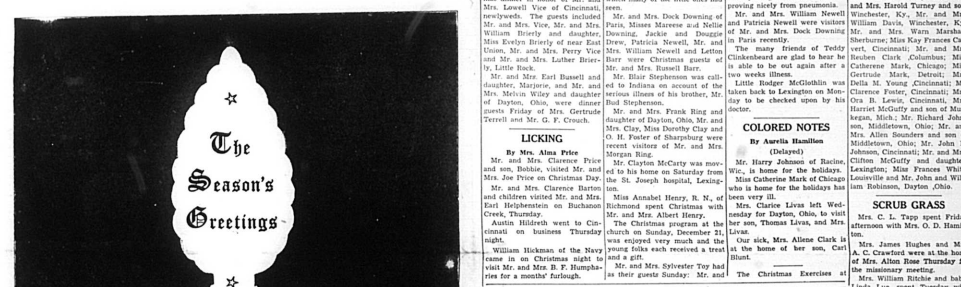 The
Season's
Greetings
Mrs. Lowell Vice of Cincinnati,
newlyweds. The guests included
Mr. and Mrs. Vice, Mr. and Mrs.
William Brierly and daughter,
Miss Evelyn Brierly of near East
Union, Mr. and Mrs. Perry Vice
and Mr. and Mrs. Luther Brier-
ly, Little Rock.
Mr. and Mrs. Earl Bussell and
daughter, Marjorie, and Mr. and
Mrs. Melvin Wiley and daughter
of Dayton, Ohio, were dinner
guests Friday of Mrs. Gertrude
Terrell and Mr. G. F. Crouch.
LICKING
By Mrs. Alma Price
Mr. and Mrs. Clarence Price
and son, Bobbie, visited Mr. and
Mrs. Joe Price on Christmas Day.
Mr. and Mrs. Clarence Barton
and children visited Mr. and Mrs.
Earl Helphenstein on Buchanon
Creek, Thursday.
Austin Hildreth went to Cin-
cinnati on business Thursday
night.
William Hickman of the Navy
came in on Christmas night to
visit Mr. and Mrs. B. F. Humpha-
ries for a months' furlough.
seen.
Mr. and Mrs. Dock Downing of
Paris, Misses Mareve and Nellie
Downing, Jackie and Douggie
Drew, Patricia Newell, Mr. and
Mrs. William Newell and Letton
Barr were Christmas guests of
Mr. and Mrs. Russell Barr.
Mr. Blair Stephenson was call-
ed to Indiana on account of the
serious illness of his brother, Mr.
Bud Stephenson.
Mr. and Mrs. Frank Ring and
daughter of Dayton, Ohio, Mr. and
Mrs. Clay, Miss Dorothy Clay and
O. H. Foster of Sharpsburg were
recent visitors of Mr. and Mrs.
Morgan Ring.
Mr. Clayton McCarty was mov-
ed to his home on Saturday from
the St. Joseph hospital, Lexing-
ton.
Miss Annabel Henry, R. N., of
Richmond spent Christmas with
Mr. and Mrs. Albert Henry.
The Christmas program at the
church on Sunday, December 21,
was enjoyed very much and the
young folks each received a treat
and a gift.
Mr. and Mrs. Sylvester Toy had
as their guests Sunday: Mr. and
proving nicely from pneumonia.
Mr. and Mrs. William Newell
and Patricia Newell were visitors
of Mr. and Mrs. Dock Downing
in Paris recently.
The many friends of Teddy
Clinkenbeard are glad to hear he
is able to be out again after a
two weeks illness.
Little Rodger McGlothlin was
taken back to Lexington on Mon-
day to be checked upon by his
doctor.
COLORED NOTES
By Aurelia Hamilton
(Delayed)
Mr. Harry Johnson of Racine,
Wic., is home for the holidays.
Miss Catherine Mark of Chicago
who is home for the holidays has
been very ill.
Mrs. Clarice Livas left Wed-
nesday for Dayton, Ohio, to visit
her son, Thomas Livas, and Mrs.
Livas.
Our sick, Mrs. Allene Clark is
at the home of her son, Carl
Blunt.
The Christmas Exercises at
and Mrs. Harold Turney and so
Winchester, Ky., Mr. and M
William Davis, Winchester, K
Mr. and Mrs. Warn Marsha
Sherburne; Miss Kay Frances Ca
vert, Cincinnati; Mr. and M
Reuben Clark ,Columbus; M
Catherene Mark, Chicago; Mi
Gertrude Mark, Detroit; M
Della M. Young ,Cincinnati; M
Clarence Foster, Cincinnati, M
Ora B. Lewis, Cincinnati, M
Harriet McGuffy and son of Mu
kegan, Mich.; Mr. Richard John
son, Middletown, Ohio; Mr. a
Mrs. Allen Sounders and son
Middletown, Ohio; Mr. John
Johnson, Cincinnati; Mr. and M
Clifton McGuffy and daught
Lexington; Miss Frances Whit
Louisville and Mr. John and Wil
iam Robinson, Dayton ,Ohio.
SCRUB GRASS
Mrs. C. L. Tapp spent Frid
afternoon with Mrs. O. D. Hami
ton.
Mrs. James Hughes and M
A. C. Crawford were at the ho
of Mrs. Alton Rose Thursday f
the missionary meeting.
Mrs. William Ritchie and bab